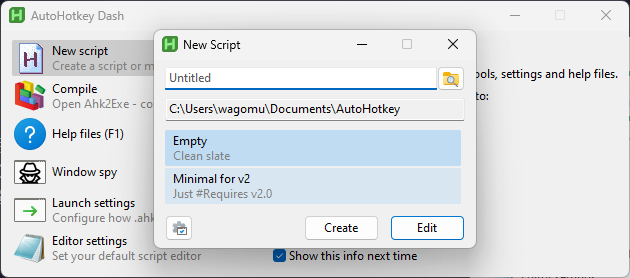 AutoHotkey Dash
New script
Create a script or m
Compile
Open Ahk2Exe - co
Help files (F1)
Window spy
Launch settings
Configure how .ahk
Editor settings
Set your default script editor
New Script
Untitled
C:\Users\wagomu\Documents\AutoHotkey
Empty
Clean slate
Minimal for v2
Just #Requires v2.0
Create
Edit
ols, settings and help files.
to:
Show this info next time